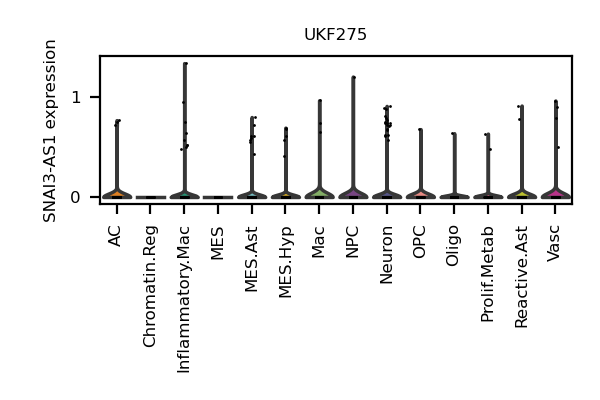 UKF275
SNAI3-AS1 expression
1
0
AC
Chromatin.Reg
Inflammatory.Mac
MES
MES.Ast
MES.Hyp
Mac
NPC
Neuron
OPC
Oligo
Prolif.Metab
Reactive.Ast
Vasc